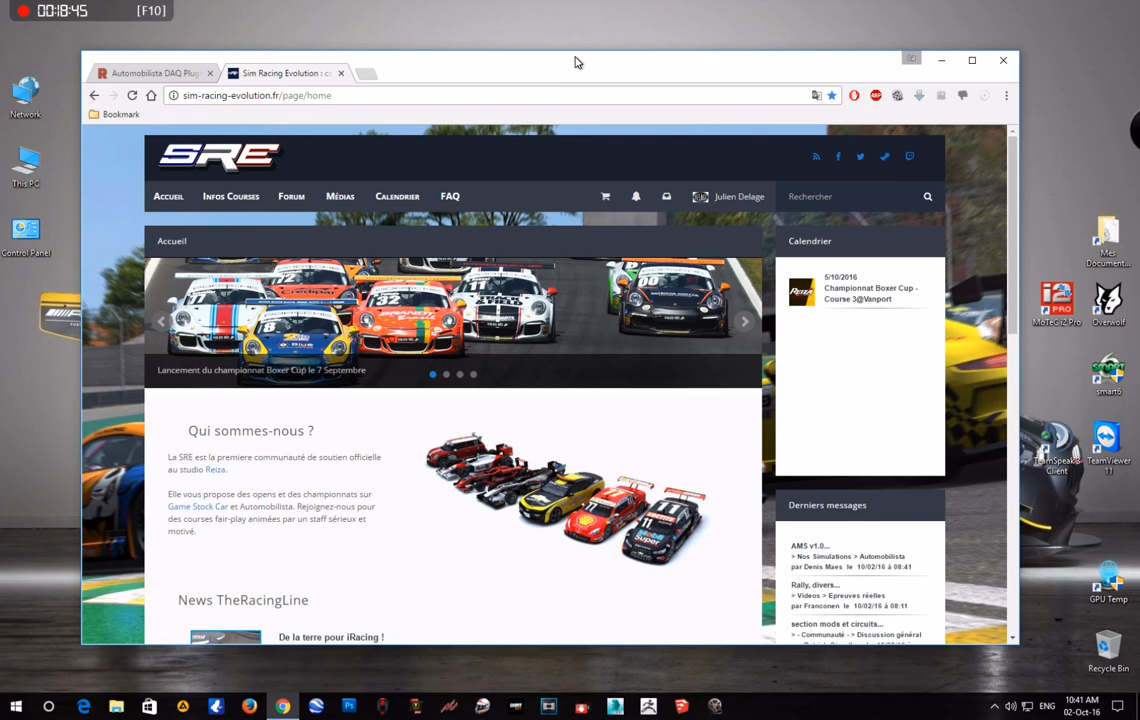 00:18:45 [F10]
Automobilista DAQ Plug
Sim Racing Evolution : co
sim-racing-evolution.fr/page/home
Bookmark
SRE
Accueil Infos Courses Forum Médias Calendrier FAQ
Julien Delage
Rechercher
Accueil
Lancement du championnat Boxer Cup le 7 Septembre
Calendrier
REIZA
5/10/2016
Championnat Boxer Cup -
Course 3@Vanport
Qui sommes-nous ?
La SRE est la premiere communauté de soutien officielle
au studio Reiza.
Elle vous propose des opens et des championnats sur
Game Stock Car et Automobilista. Rejoignez-nous pour
des courses fair-play animées par un staff sérieux et
motivé.
News TheRacingLine
De la terre pour iRacing !
Derniers messages
AMS v1.0...
> Nos Simulations > Automobilista
par Denis Maes le 10/02/16 à 08:41
Rally, divers...
> Videos > Epreuves réelles
par Franconen le 10/02/16 à 08:11
section mods et circuits...
> - Communauté - > Discussion général
Network
This PC
Control Panel
Mes
Document...
MoTeC i2 Pro
Overwolf
smart6
TeamSpeak
Client
TeamViewer
11
GPU Temp
Recycle Bin
ENG
10:41 AM
02-Oct-16